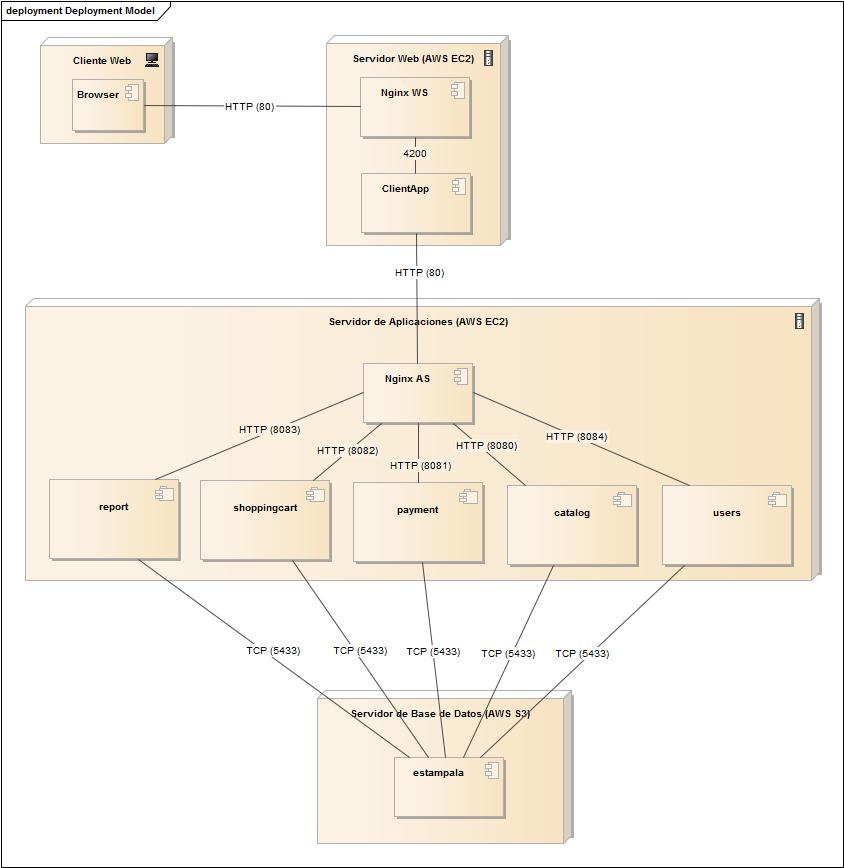 deployment Deployment Model
Cliente Web
Browser
HTTP (80)
Servidor Web (AWS EC2)
Nginx WS
4200
ClientApp
HTTP (80)
Servidor de Aplicaciones (AWS EC2)
Nginx AS
HTTP (8083)
HTTP (8082)
HTTP (8081)
HTTP (8080)
HTTP (8084)
report
shoppingcart
payment
catalog
users
TCP (5433)
TCP (5433)
TCP (5433)
TCP (5433)
TCP (5433)
Servidor de Base de Datos (AWS S3)
estampala